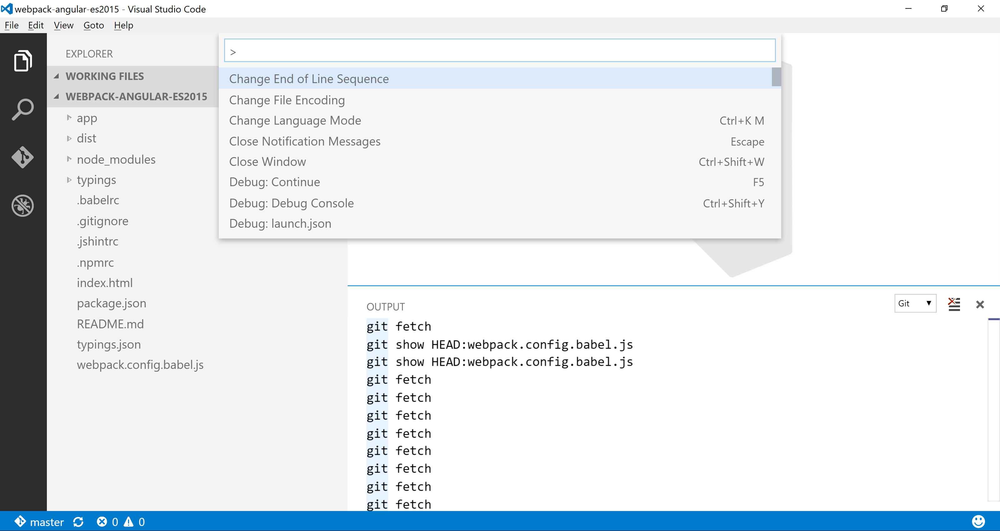 webpack-angular-es2015 - Visual Studio Code
File Edit View Goto Help
EXPLORER
WORKING FILES
WEBPACK-ANGULAR-ES2015
app
dist
node_modules
typings
.babelrc
.gitignore
.jshintrc
.npmrc
index.html
package.json
README.md
typings.json
webpack.config.babel.js
>
Change End of Line Sequence
Change File Encoding
Change Language Mode Ctrl+K M
Close Notification Messages Escape
Close Window Ctrl+Shift+W
Debug: Continue F5
Debug: Debug Console Ctrl+Shift+Y
Debug: launch.json
OUTPUT Git
git fetch
git show HEAD:webpack.config.babel.js
git show HEAD:webpack.config.babel.js
git fetch
git fetch
git fetch
git fetch
git fetch
git fetch
git fetch
git fetch
master 0 0